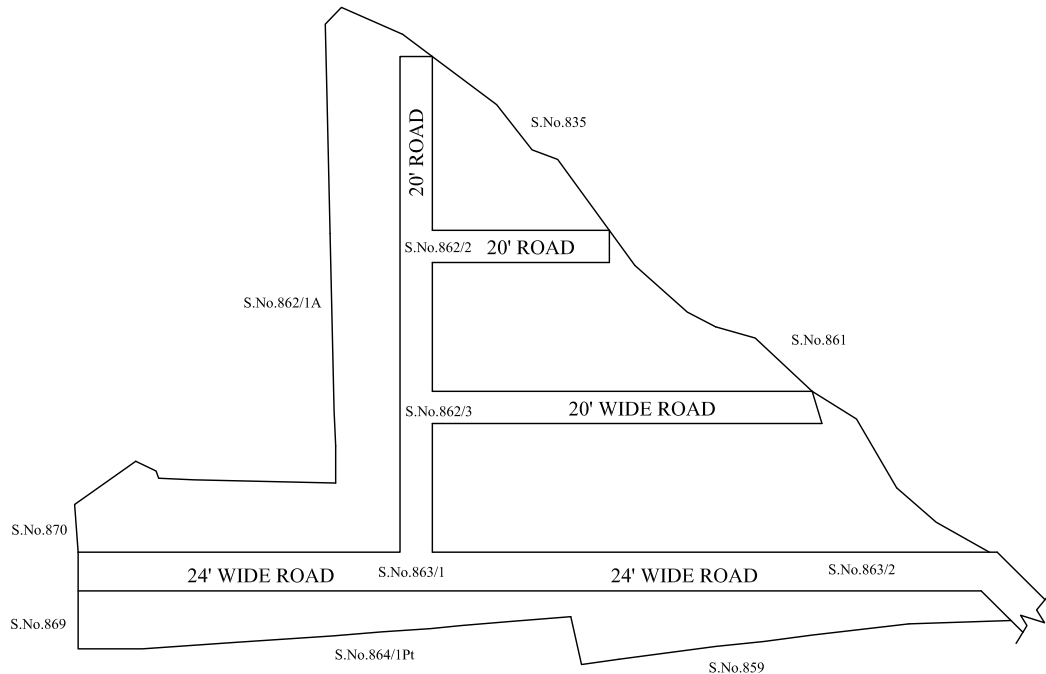 S.No.835
20' ROAD
S.No.862/2
20' ROAD
S.No.862/1A
S.No.861
S.No.862/3
20' WIDE ROAD
S.No.870
24' WIDE ROAD
S.No.863/1
24' WIDE ROAD
S.No.863/2
S.No.869
S.No.864/1Pt
S.No.859